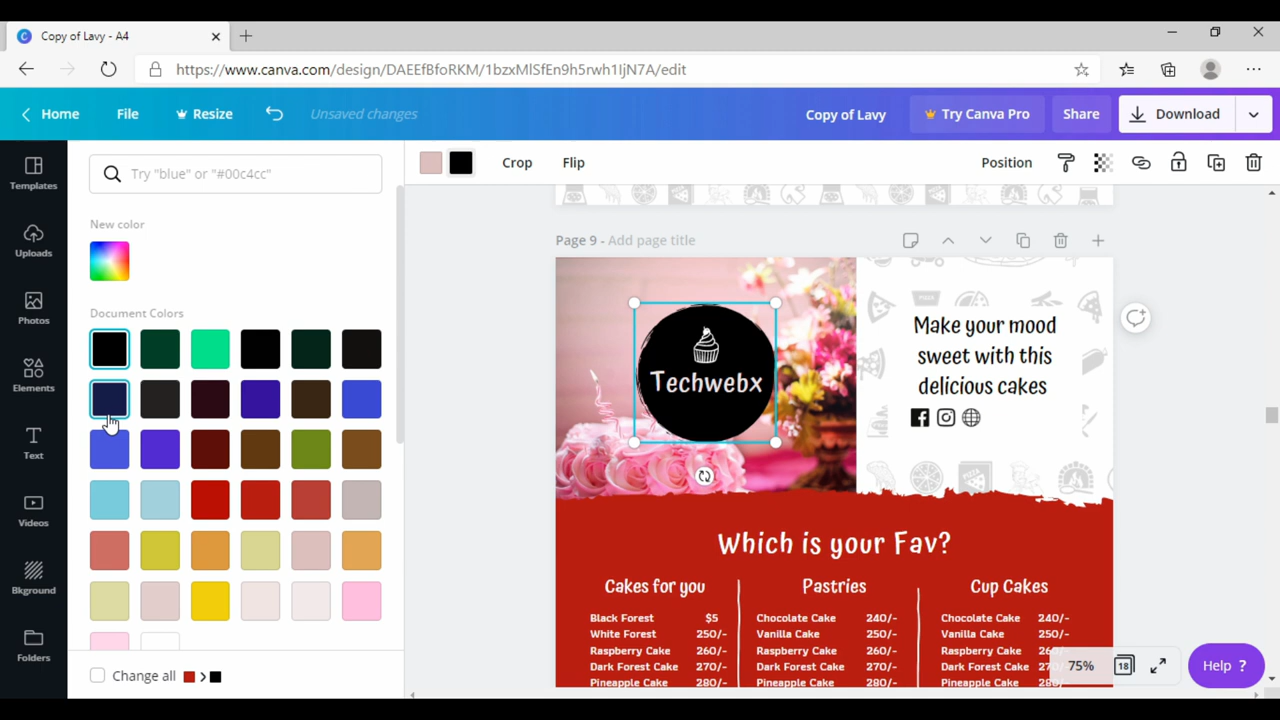 Copy of Lavy - A4
https://www.canva.com/design/DAEEfBfoRKM/1bzxMlSfEn9h5rwh1IjN7A/edit
Home File Resize Unsaved changes Copy of Lavy Try Canva Pro Share Download
Templates
Uploads
Photos
Elements
Text
Videos
Bkground
Folders
Try "blue" or "#00c4cc"
New color
Document Colors
Change all
Crop Flip Position
Page 9 - Add page title
Techwebx
Make your mood
sweet with this
delicious cakes
Which is your Fav?
Cakes for you
Black Forest $5
White Forest 250/-
Raspberry Cake 260/-
Dark Forest Cake 270/-
Pineapple Cake 280/-
Pastries
Chocolate Cake 240/-
Vanilla Cake 250/-
Raspberry Cake 260/-
Dark Forest Cake 270/-
Pineapple Cake 280/-
Cup Cakes
Chocolate Cake 240/-
Vanilla Cake 250/-
Raspberry Cake
Dark Forest Cake
Pineapple Cake
75% 18 Help ?